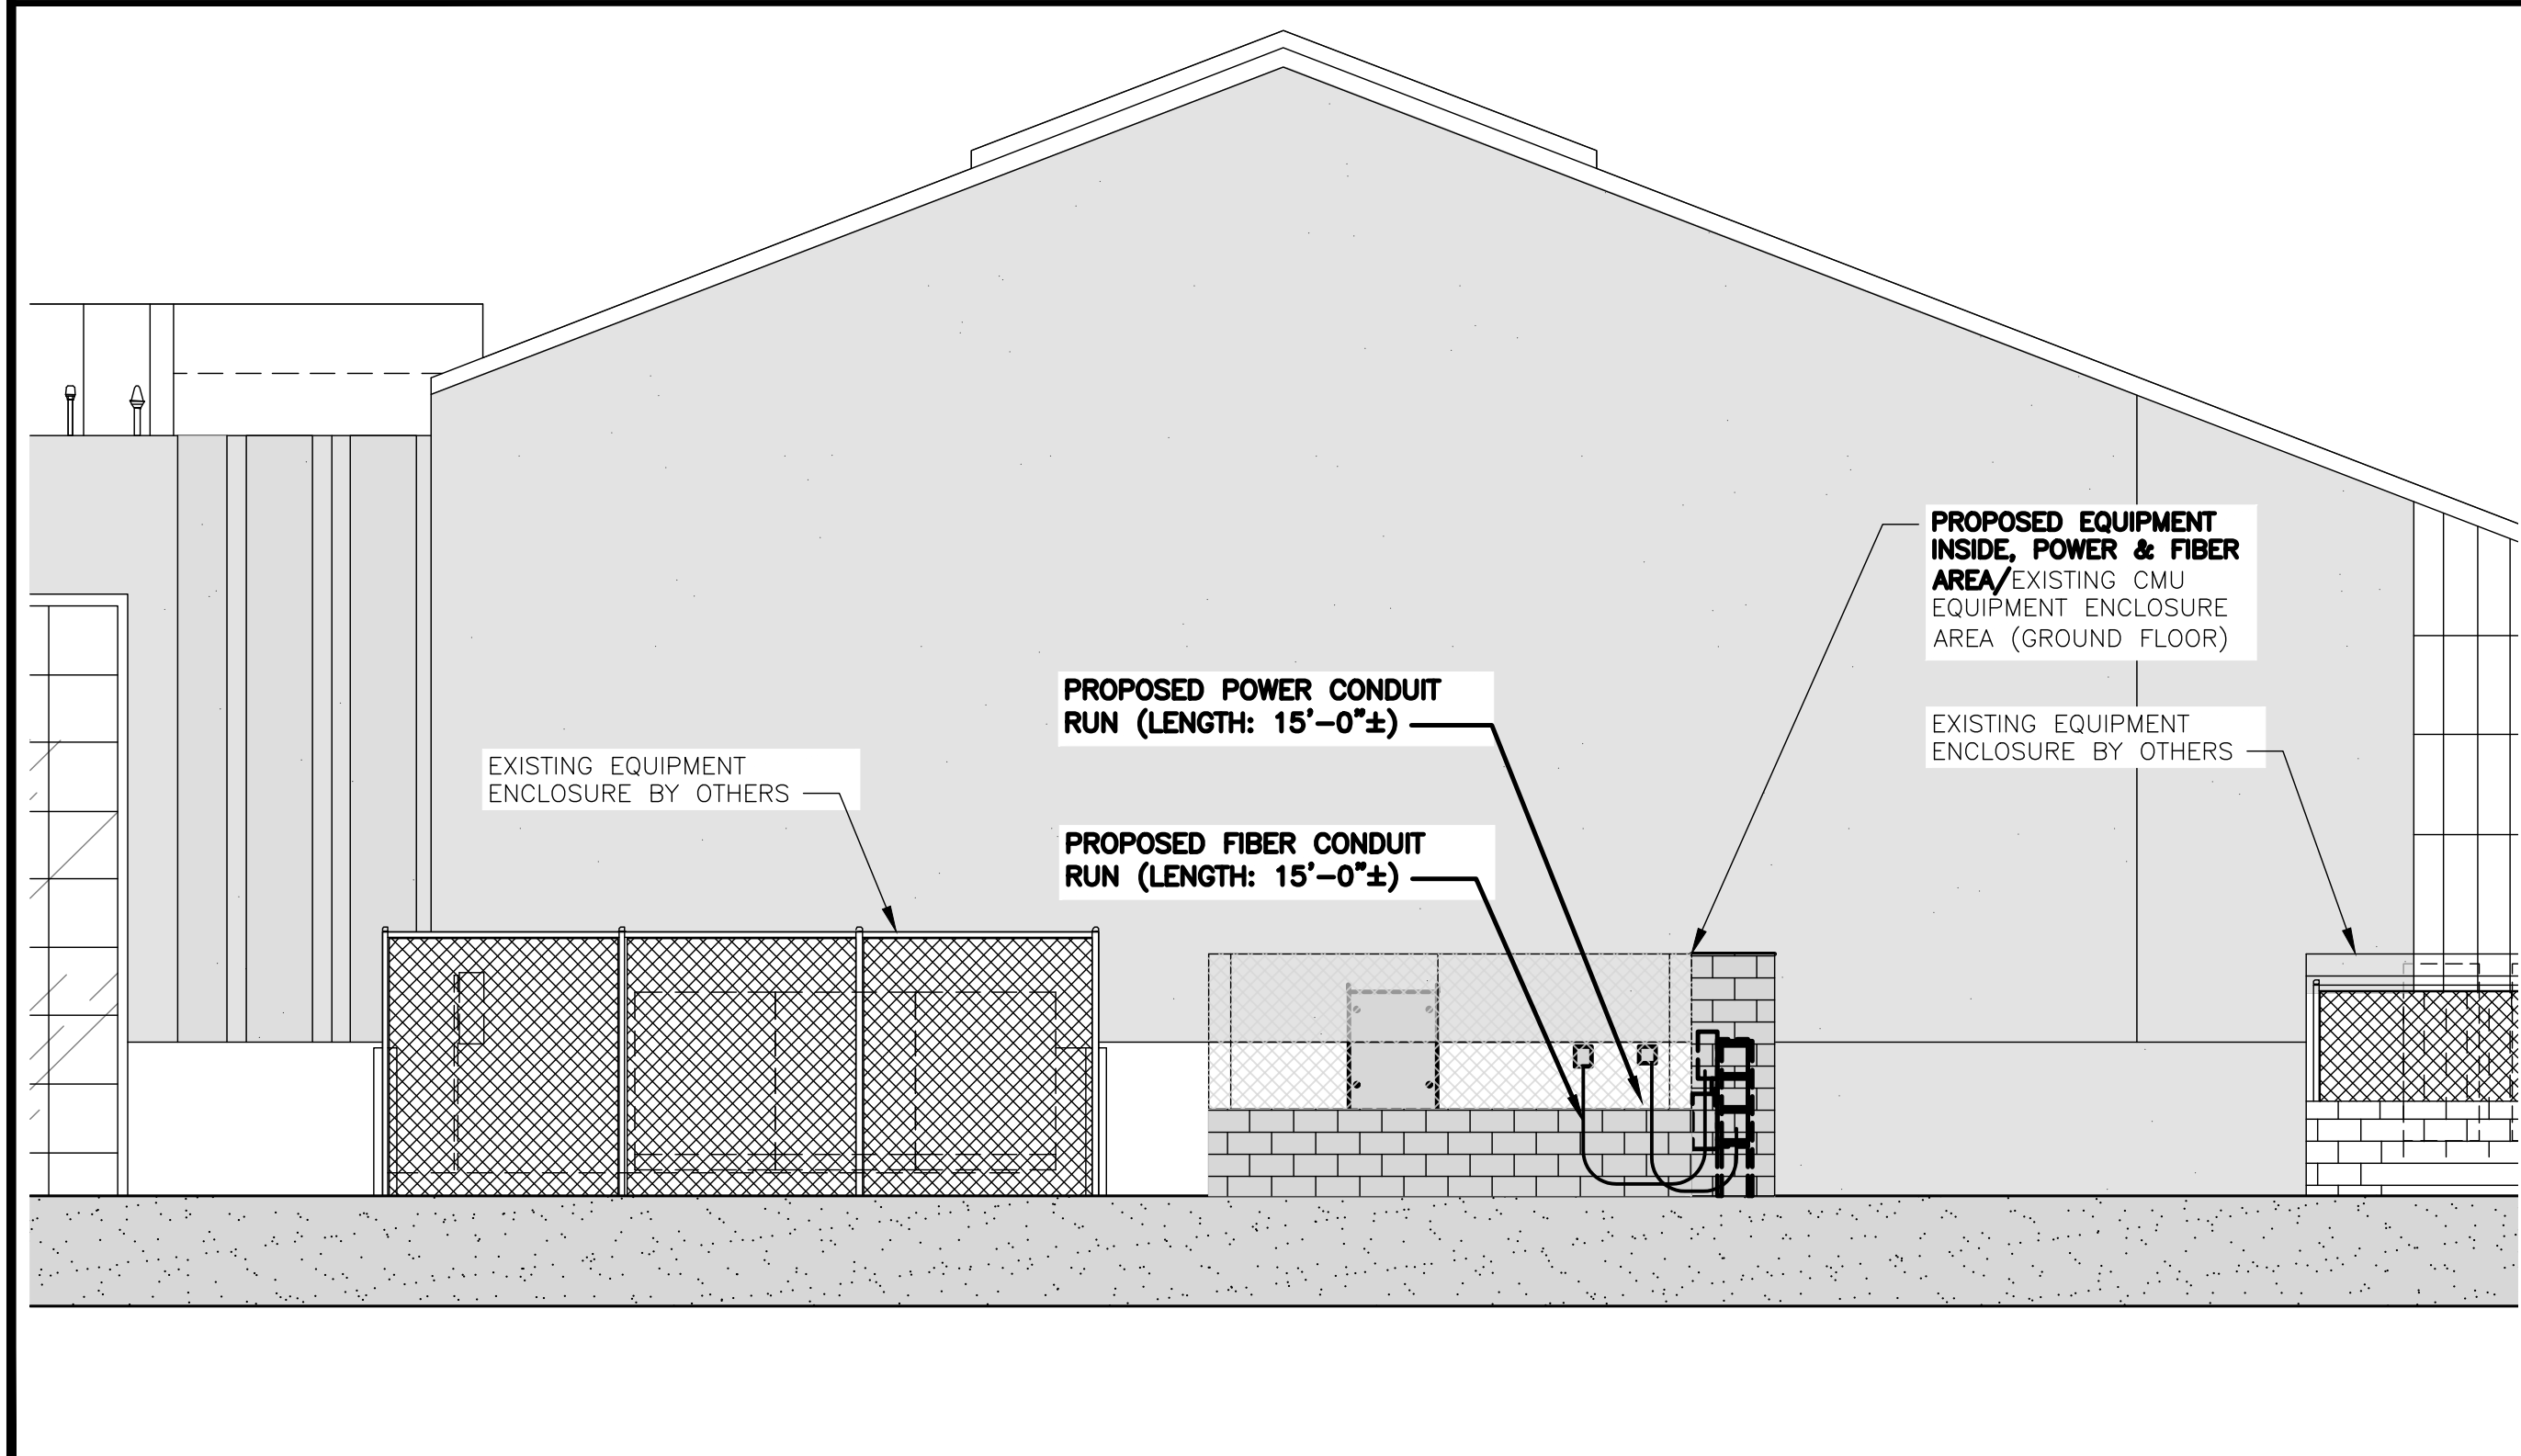 PROPOSED EQUIPMENT
INSIDE, POWER & FIBER
AREA/EXISTING CMU
EQUIPMENT ENCLOSURE
AREA (GROUND FLOOR)
PROPOSED POWER CONDUIT
RUN (LENGTH: 15'-0"±)
EXISTING EQUIPMENT
ENCLOSURE BY OTHERS
EXISTING EQUIPMENT
ENCLOSURE BY OTHERS
PROPOSED FIBER CONDUIT
RUN (LENGTH: 15'-0"±)